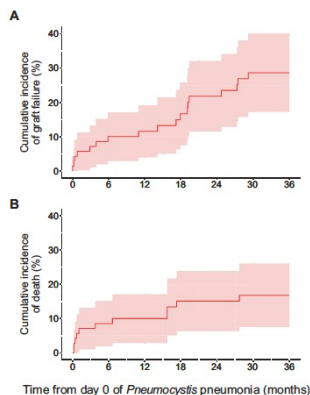 A
Cumulative incidence
of graft failure (%)
40
30
20
10
0
0 6 12 14 18 24 30 36
B
Cumulative incidence
of death (%)
40
30
20
10
0
0 6 12 14 18 24 30 36
Time from day 0 of Pneumocystis pneumonia (months)